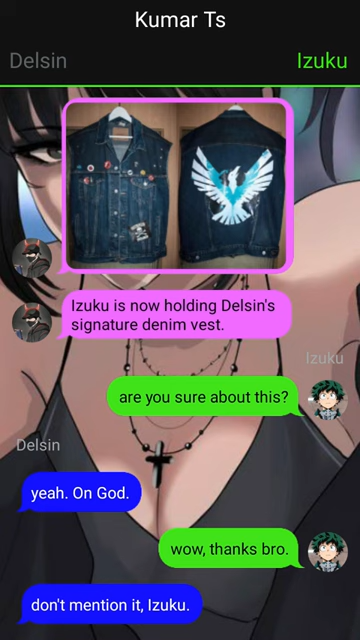 Kumar Ts
Delsin
Izuku
Izuku is now holding Delsin's
signature denim vest.
Izuku
are you sure about this?
Delsin
yeah. On God.
wow, thanks bro.
don't mention it, Izuku.